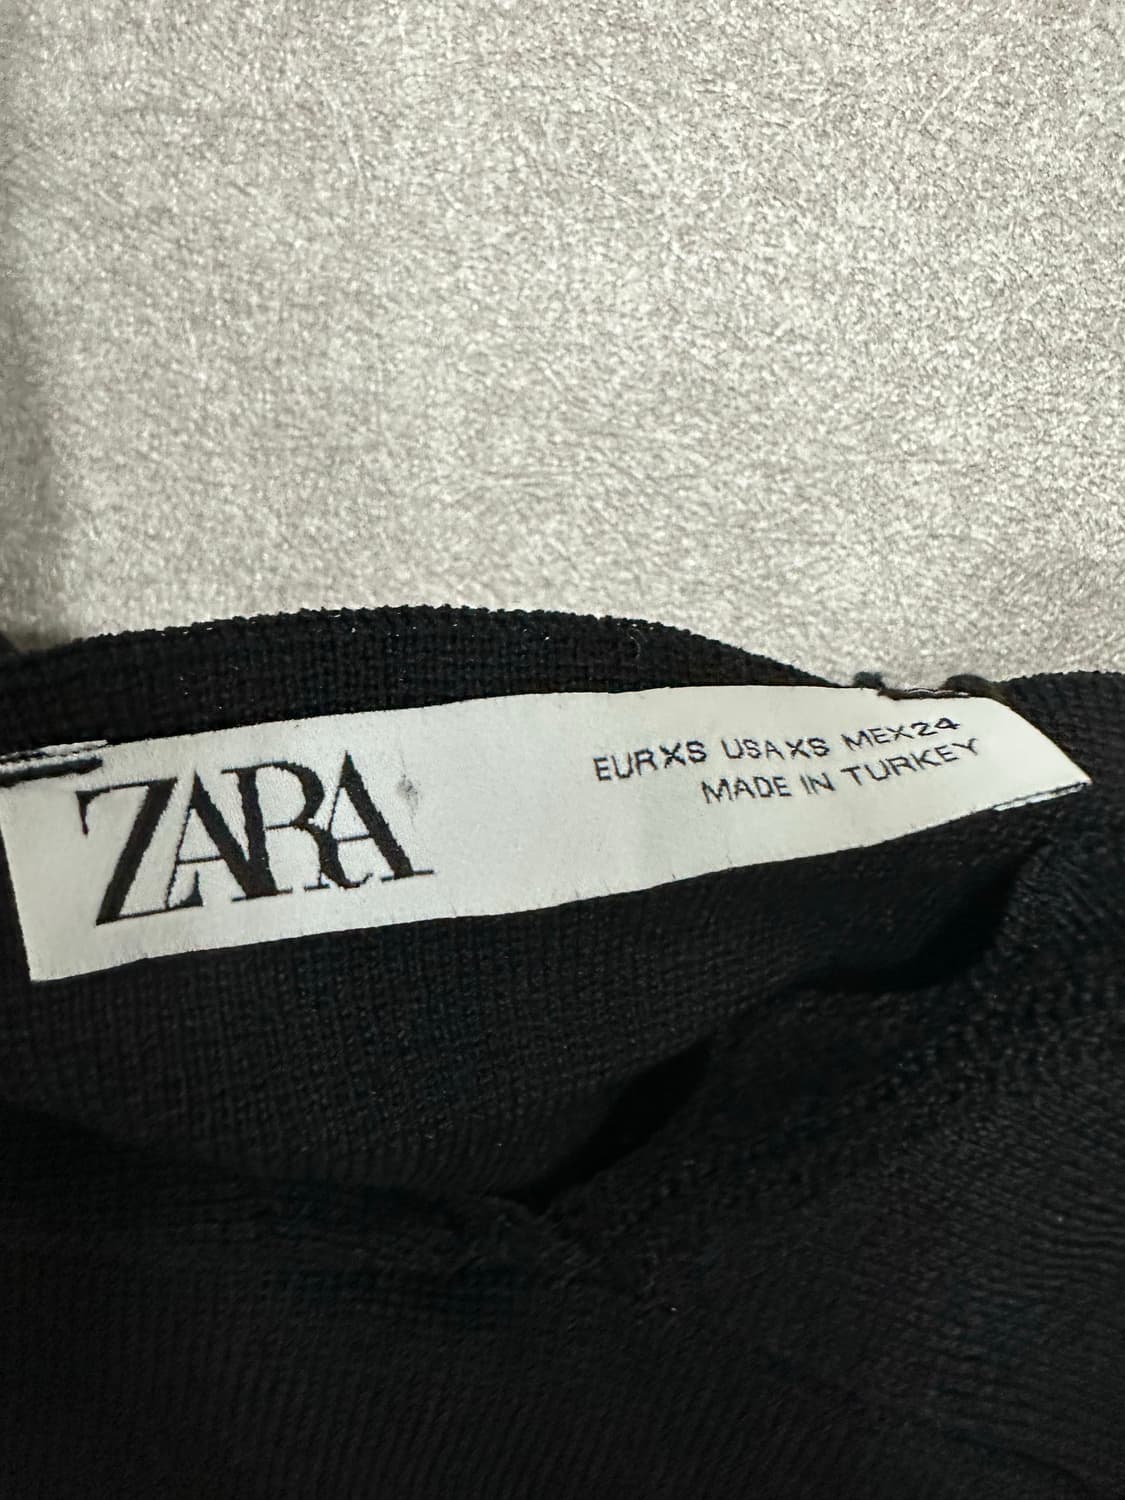 ZARA
EUR XS USA XS MEX 24
MADE IN TURKEY